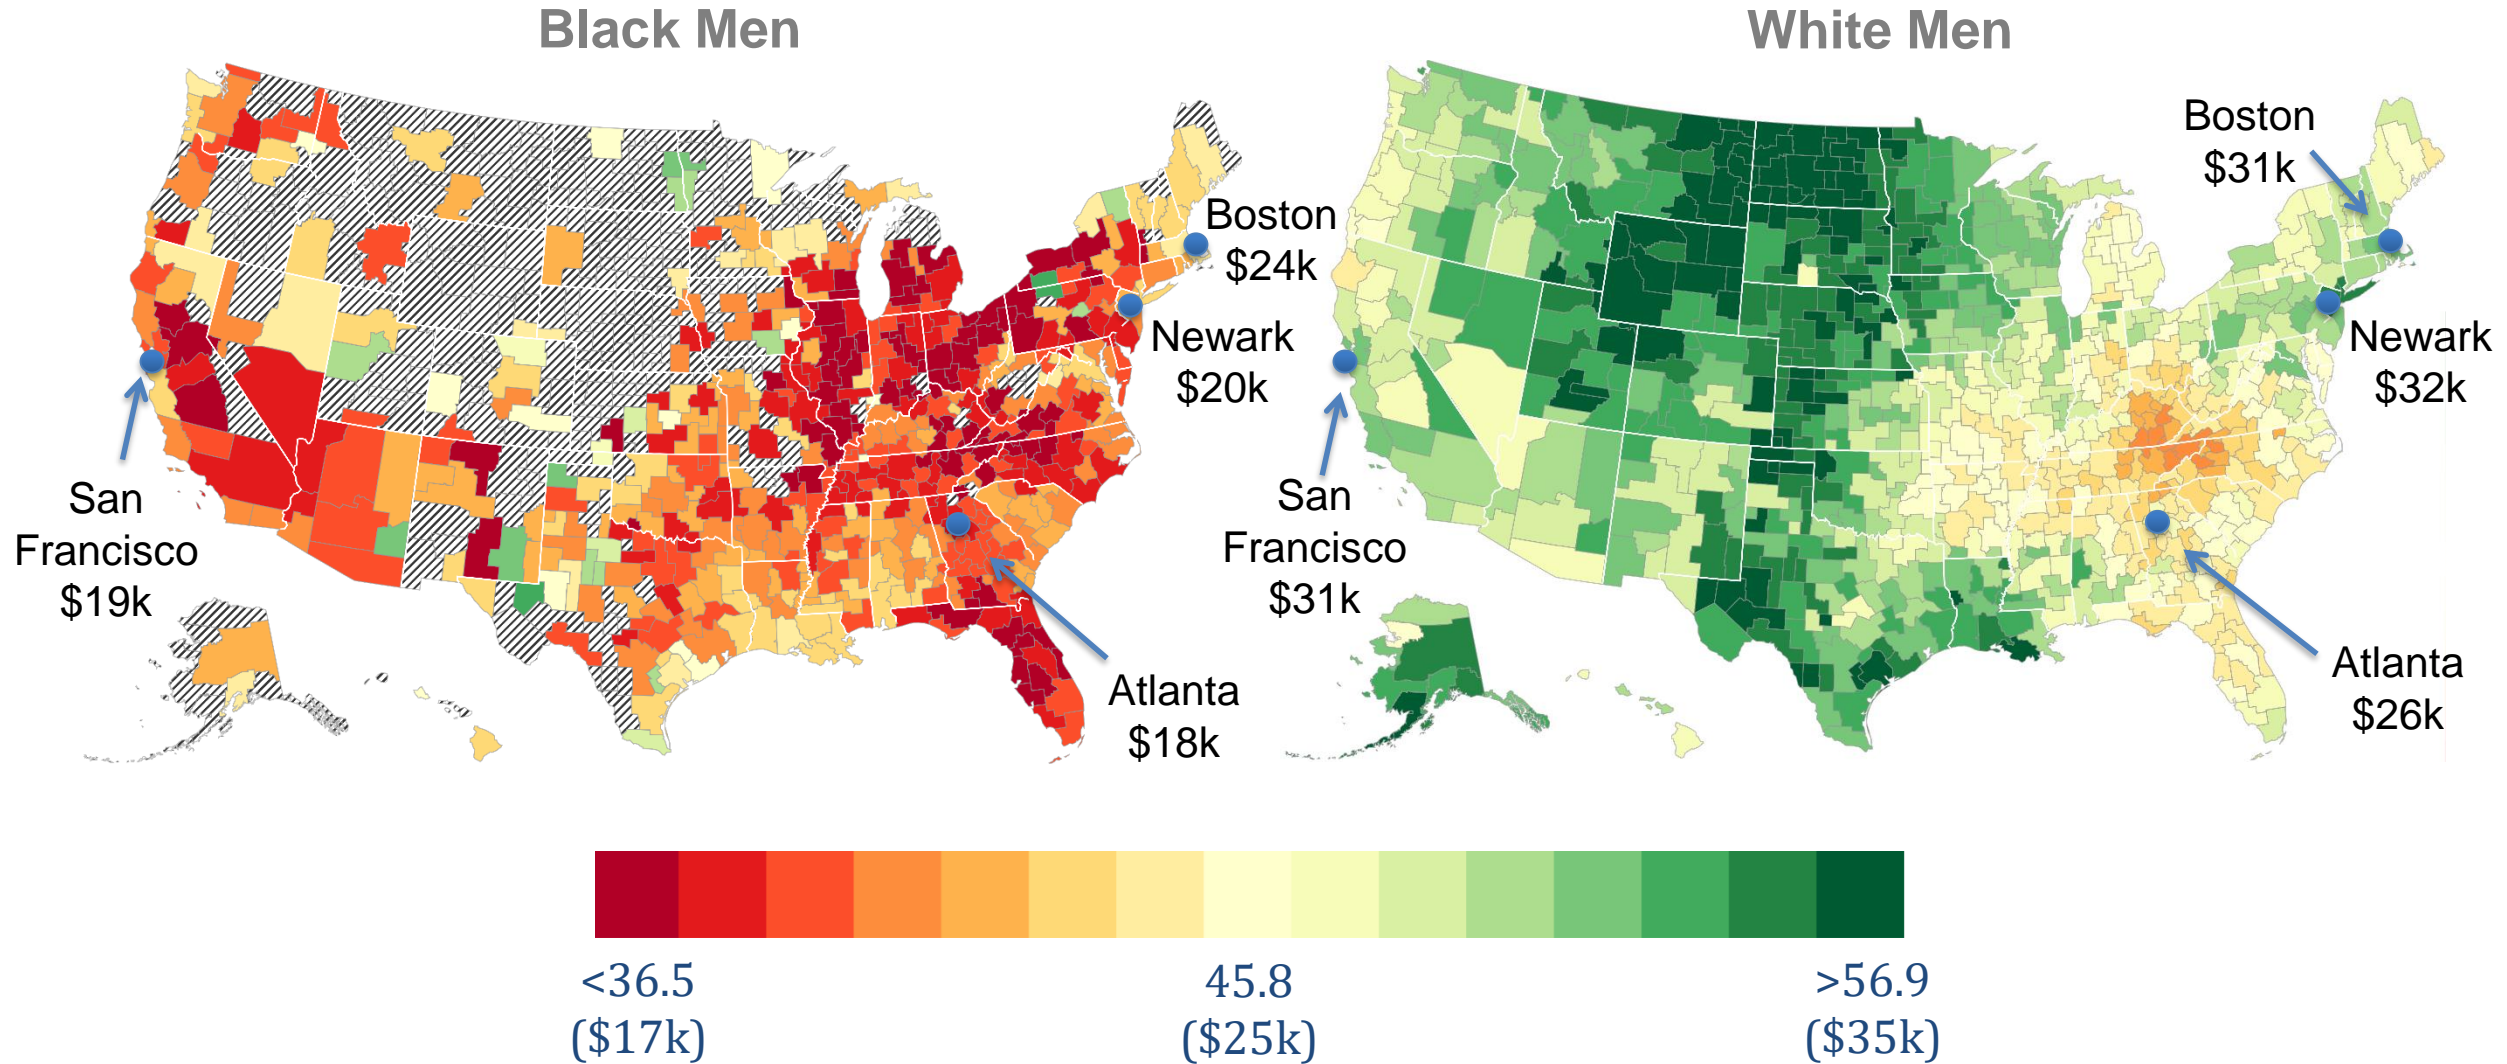 Black Men
White Men
Boston
$24k
Newark
$20k
San
Francisco
$19k
Atlanta
$18k
Boston
$31k
Newark
$32k
San
Francisco
$31k
Atlanta
$26k
<36.5
($17k)
45.8
($25k)
>56.9
($35k)